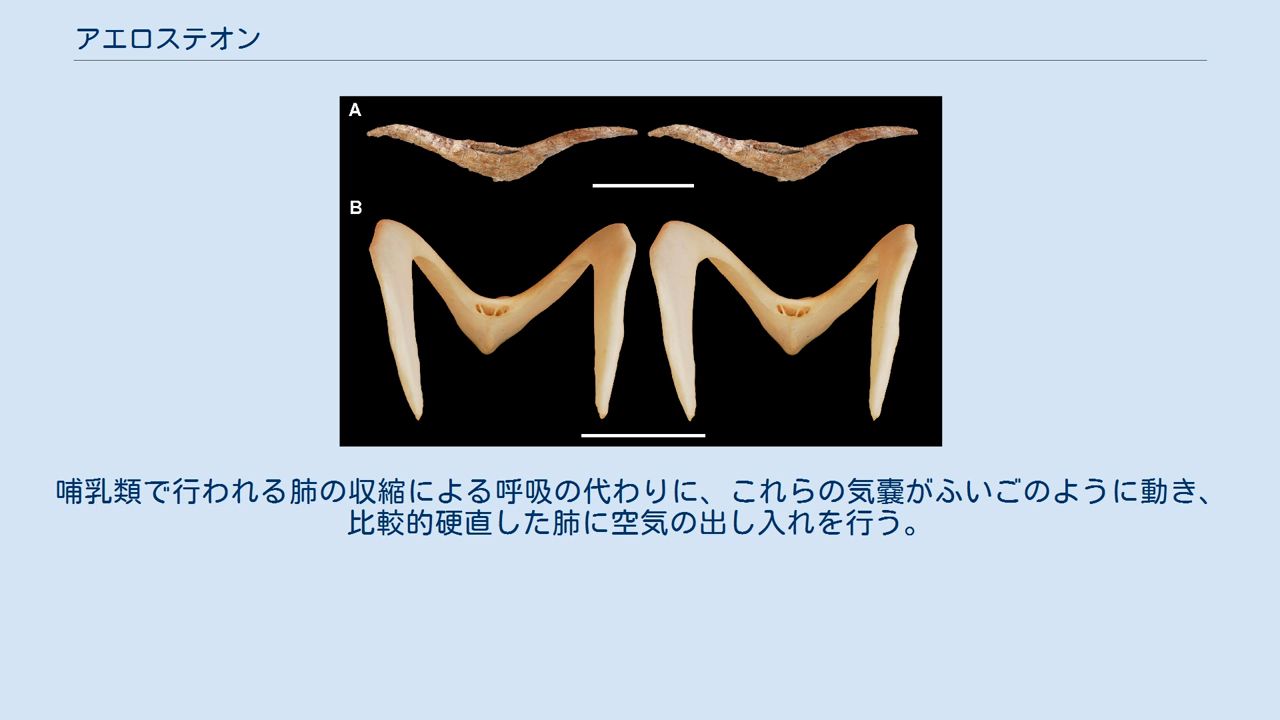 アエロステオン
A
B
哺乳類で行われる肺の収縮による呼吸の代わりに、これらの気嚢がふいごのように動き、
比較的硬直した肺に空気の出し入れを行う。